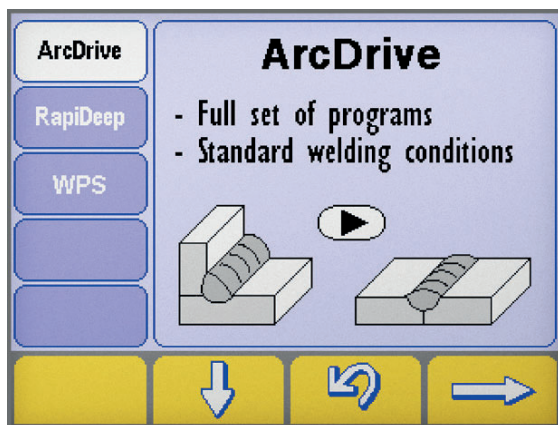 ArcDrive
RapiDeep
WPS
ArcDrive
- Full set of programs
- Standard welding conditions